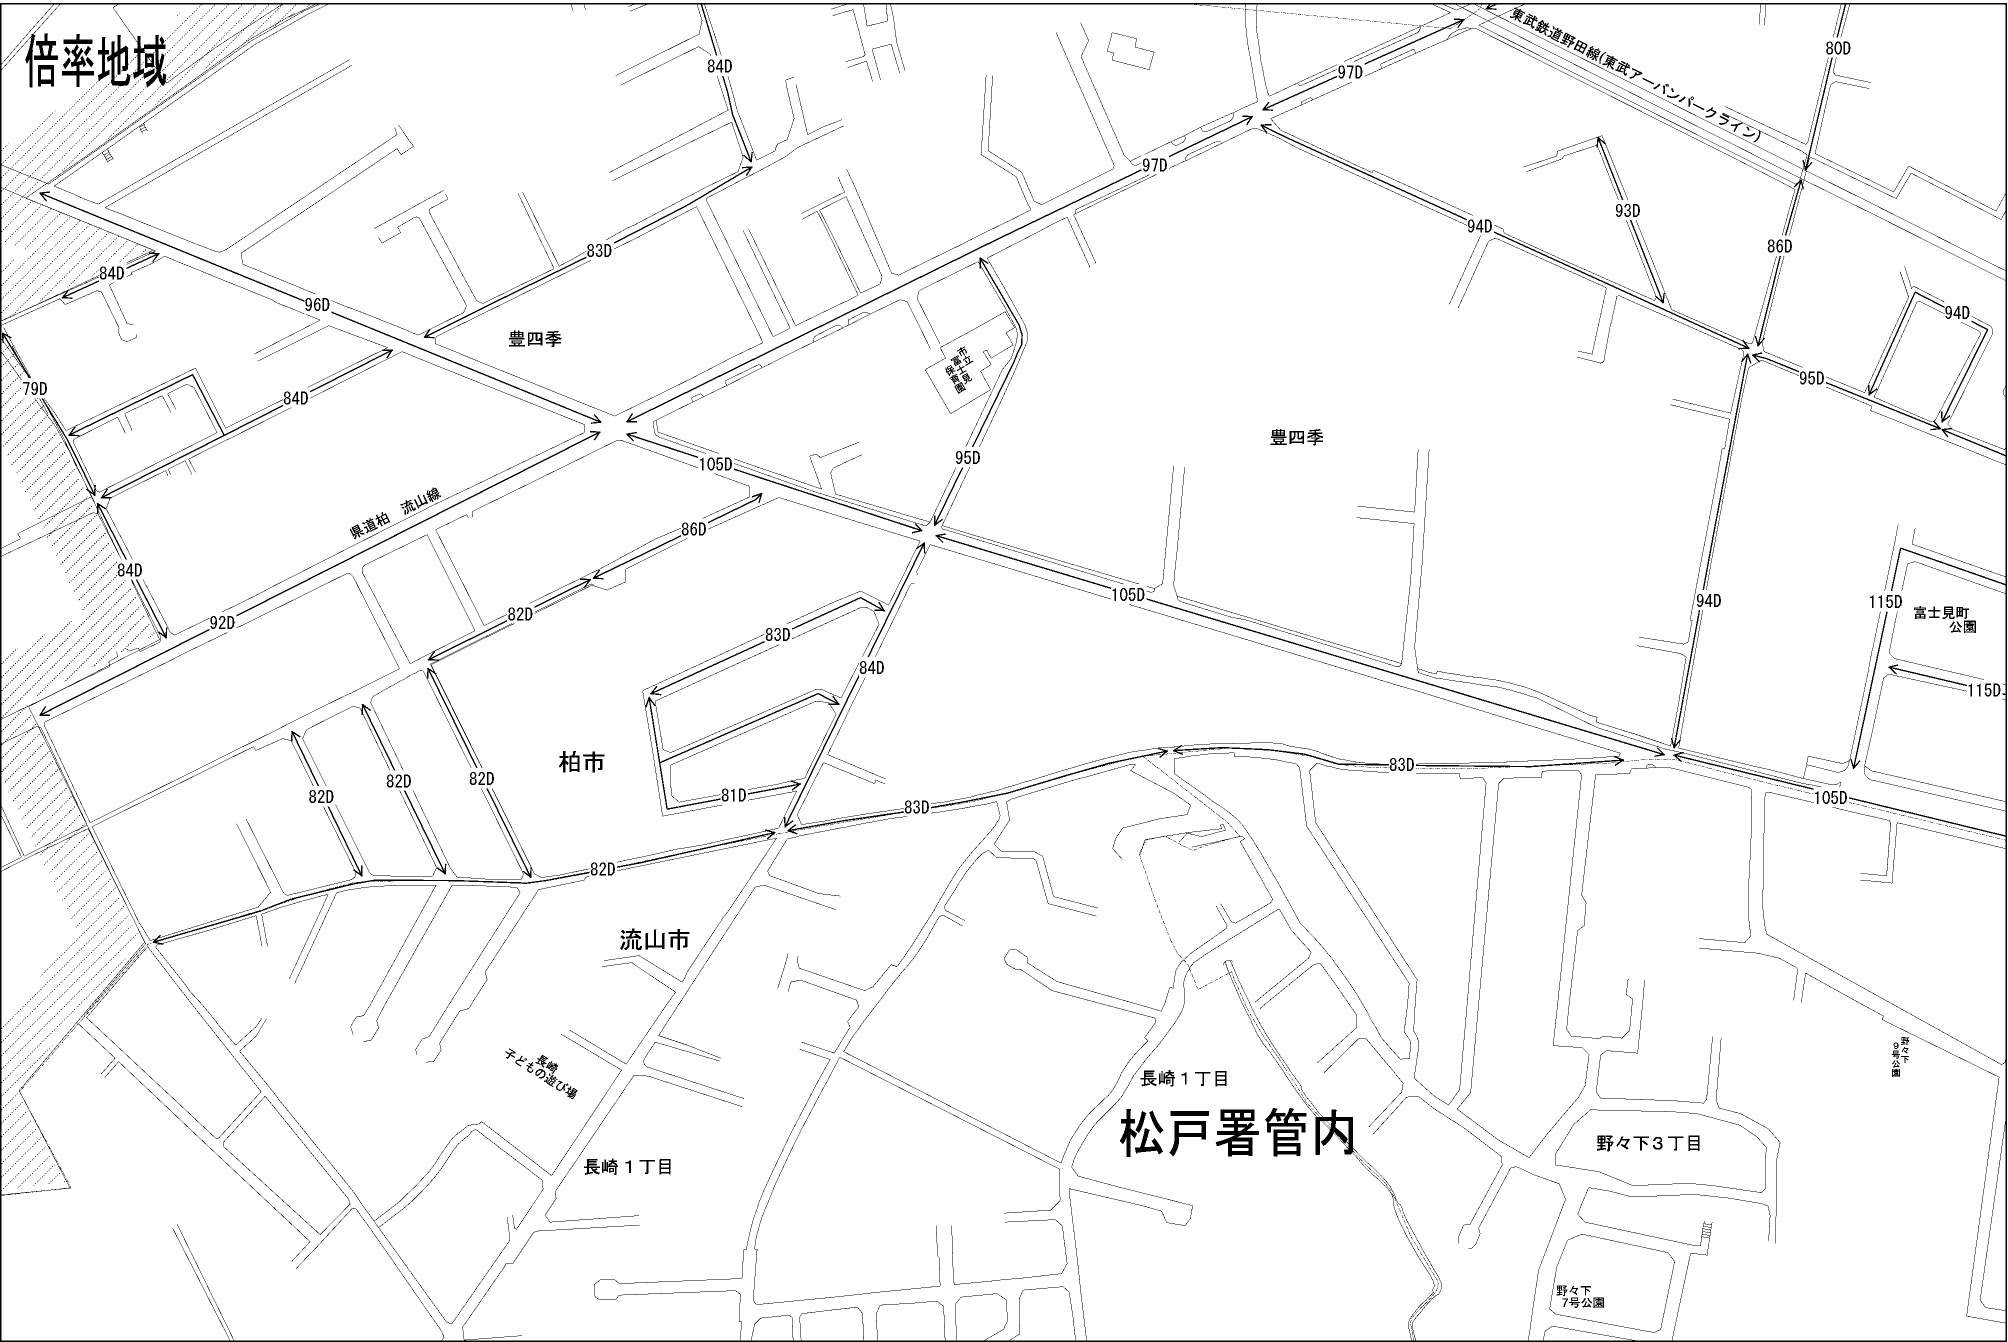 倍率地域
東武鉄道野田線(東武アーバンパークライン)
80D
84D
97D
97D
93D
94D
86D
83D
84D
96D
94D
豊四季
79D
84D
95D
市立
富士見
保育園
豊四季
95D
105D
県道柏　流山線
86D
84D
92D
82D
105D
94D
115D
富士見町
公園
83D
84D
115D
柏市
82D
82D
82D
81D
83D
83D
105D
82D
流山市
長崎
子どもの遊び場
長崎１丁目
松戸署管内
長崎１丁目
野々下３丁目
野々下
9号公園
野々下
7号公園